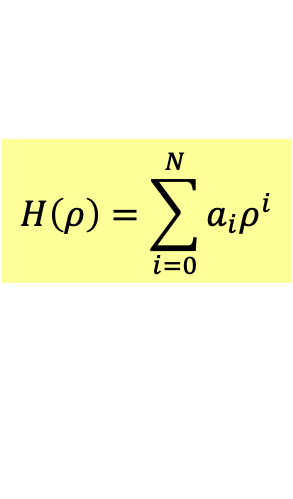 H(ρ) = ∑_{i=0}^{N} a_i ρ^i